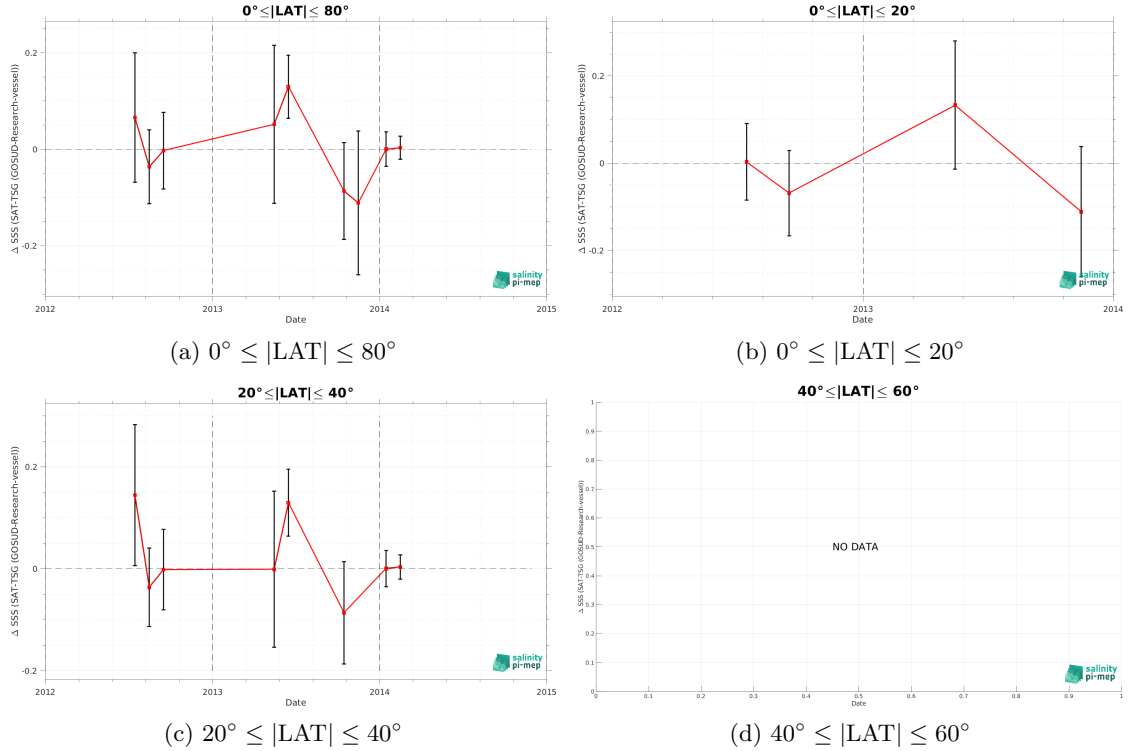 0°≤|LAT|≤ 80°
Δ SSS (SAT-TSG (GOSUD-Research-vessel))
0.2
0
-0.2
2012
2013
2014
2015
Date
salinity
pi-mep
(a) 0° ≤ |LAT| ≤ 80°
0°≤|LAT|≤ 20°
Δ SSS (SAT-TSG (GOSUD-Research-vessel))
0.2
0
-0.2
2012
2013
2014
Date
salinity
pi-mep
(b) 0° ≤ |LAT| ≤ 20°
20°≤|LAT|≤ 40°
Δ SSS (SAT-TSG (GOSUD-Research-vessel))
0.2
0
-0.2
2012
2013
2014
2015
Date
salinity
pi-mep
(c) 20° ≤ |LAT| ≤ 40°
40°≤|LAT|≤ 60°
Δ SSS (SAT-TSG (GOSUD-Research-vessel))
1
0.9
0.8
0.7
0.6
0.5
0.4
0.3
0.2
0.1
0
NO DATA
0
0.1
0.2
0.3
0.4
0.5
0.6
0.7
0.8
0.9
1
Date
salinity
pi-mep
(d) 40° ≤ |LAT| ≤ 60°